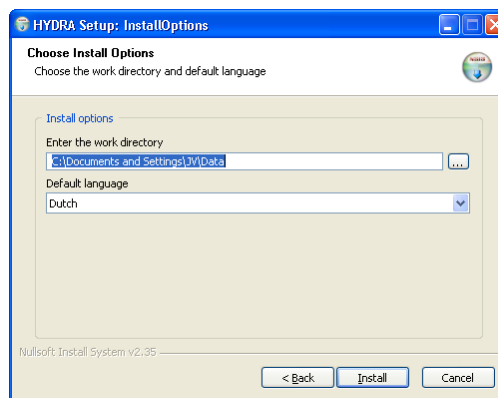 HYDRA Setup: InstallOptions
Choose Install Options
Choose the work directory and default language
Install options
Enter the work directory
C:\Documents and Settings\JV\Data
...
Default language
Dutch
Nullsoft Install System v2.35
< Back
Install
Cancel